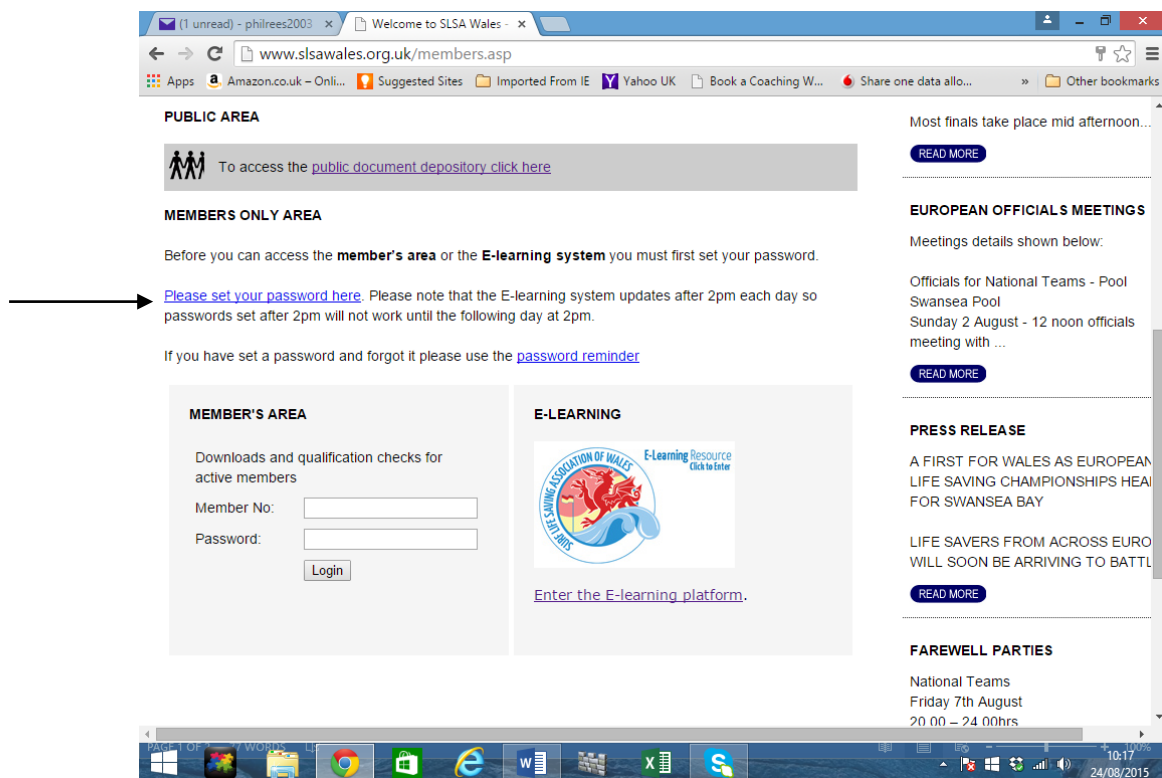 (1 unread) - philrees2003
Welcome to SLSA Wales -
www.slsawales.org.uk/members.asp
Apps
Amazon.co.uk – Onli...
Suggested Sites
Imported From IE
Yahoo UK
Book a Coaching W...
Share one data allo...
»
Other bookmarks
PUBLIC AREA
To access the public document depository click here
MEMBERS ONLY AREA
Before you can access the member's area or the E-learning system you must first set your password.
Please set your password here. Please note that the E-learning system updates after 2pm each day so
passwords set after 2pm will not work until the following day at 2pm.
If you have set a password and forgot it please use the password reminder
MEMBER'S AREA
Downloads and qualification checks for
active members
Member No:
Password:
Login
E-LEARNING
SURF LIFE SAVING ASSOCIATION OF WALES
E-Learning Resource
Click to Enter
Enter the E-learning platform.
Most finals take place mid afternoon...
READ MORE
EUROPEAN OFFICIALS MEETINGS
Meetings details shown below:
Officials for National Teams - Pool
Swansea Pool
Sunday 2 August - 12 noon officials
meeting with ...
READ MORE
PRESS RELEASE
A FIRST FOR WALES AS EUROPEAN
LIFE SAVING CHAMPIONSHIPS HEA
FOR SWANSEA BAY
LIFE SAVERS FROM ACROSS EURO
WILL SOON BE ARRIVING TO BATTL
READ MORE
FAREWELL PARTIES
National Teams
Friday 7th August
20.00 – 24.00hrs
PAGE 1 OF
WORDS
100%
10:17
24/08/2015